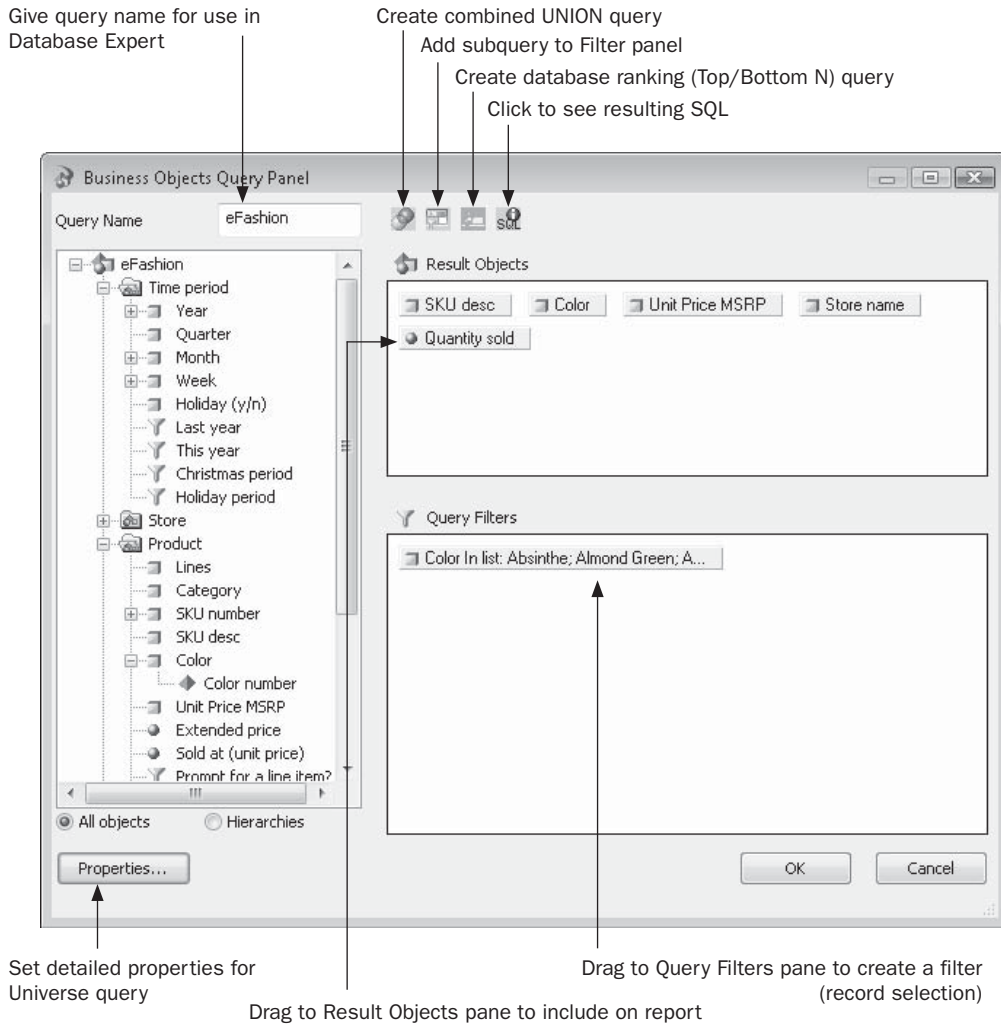 Give query name for use in
Database Expert
Create combined UNION query
Add subquery to Filter panel
Create database ranking (Top/Bottom N) query
Click to see resulting SQL
Business Objects Query Panel
Query Name
eFashion
SQL
eFashion
Time period
Year
Quarter
Month
Week
Holiday (y/n)
Last year
This year
Christmas period
Holiday period
Store
Product
Lines
Category
SKU number
SKU desc
Color
Color number
Unit Price MSRP
Extended price
Sold at (unit price)
Prompt for a line item?
All objects
Hierarchies
Properties...
Result Objects
SKU desc
Color
Unit Price MSRP
Store name
Quantity sold
Query Filters
Color In list: Absinthe; Almond Green; A...
OK
Cancel
Set detailed properties for
Universe query
Drag to Result Objects pane to include on report
Drag to Query Filters pane to create a filter
(record selection)